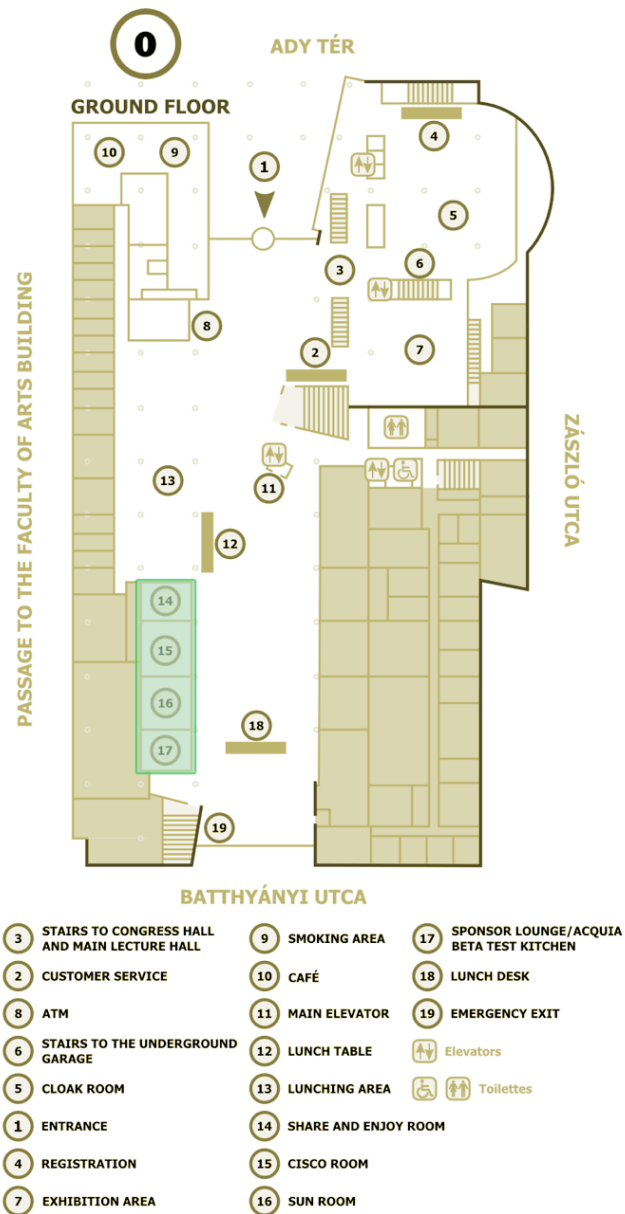 0
ADY TÉR
GROUND FLOOR
10
9
1
4
5
3
6
8
2
7
PASSAGE TO THE FACULTY OF ARTS BUILDING
ZÁSZLÓ UTCA
13
11
12
14
15
16
17
18
19
BATTHYÁNYI UTCA
3 STAIRS TO CONGRESS HALL
AND MAIN LECTURE HALL
2 CUSTOMER SERVICE
8 ATM
6 STAIRS TO THE UNDERGROUND
GARAGE
5 CLOAK ROOM
1 ENTRANCE
4 REGISTRATION
7 EXHIBITION AREA
9 SMOKING AREA
10 CAFÉ
11 MAIN ELEVATOR
12 LUNCH TABLE
13 LUNCHING AREA
14 SHARE AND ENJOY ROOM
15 CISCO ROOM
16 SUN ROOM
17 SPONSOR LOUNGE/ACQUIA
BETA TEST KITCHEN
18 LUNCH DESK
19 EMERGENCY EXIT
Elevators
Toilettes